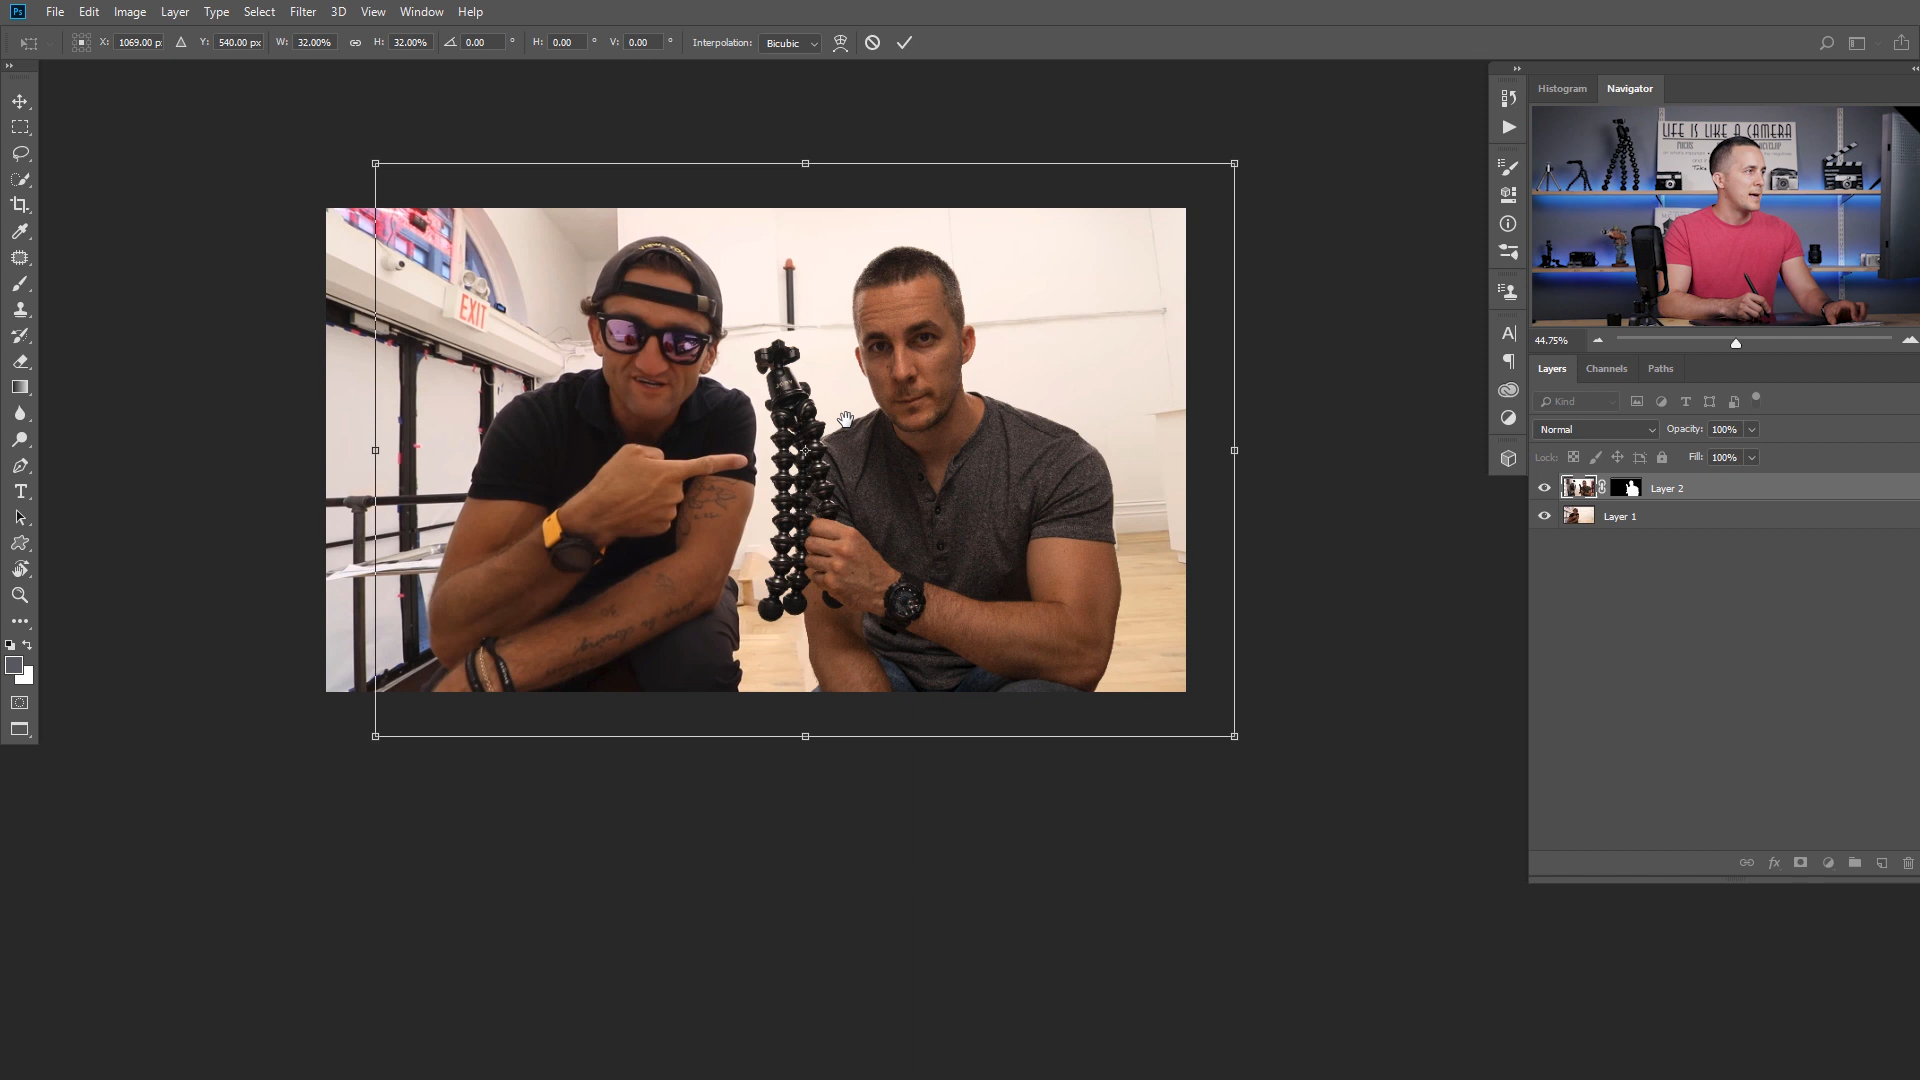 Ps File Edit Image Layer Type Select Filter 3D View Window Help
X: 1069.00 p Y: 540.00 px W: 32.00% H: 32.00% 0.00 ° H: 0.00 ° V: 0.00 ° Interpolation: Bicubic
Histogram Navigator
LIFE IS LIKE A CAMERA
44.75%
Layers Channels Paths
Kind
Normal Opacity: 100%
Lock: Fill: 100%
Layer 2
Layer 1
EXIT
JOBY